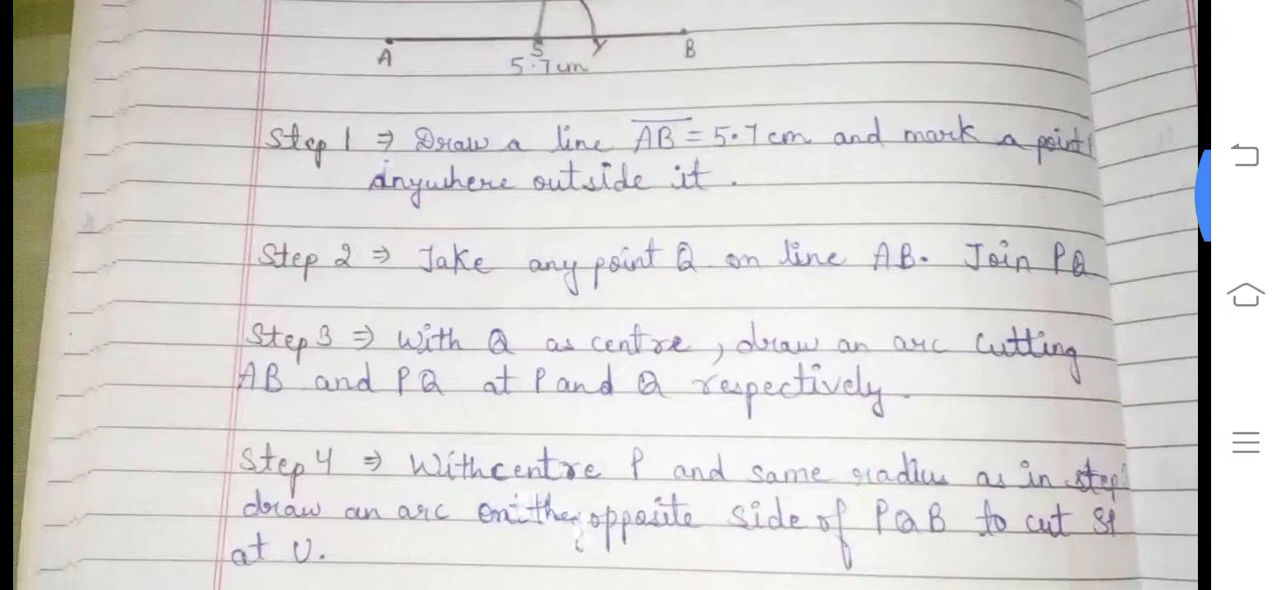 A S Y B
5.7cm
Step 1 ⇒ Draw a line AB = 5.7 cm and mark a point
anywhere outside it.
Step 2 ⇒ Take any point Q on line AB. Join PQ
Step 3 ⇒ With Q as centre, draw an arc cutting
AB and PQ at P and Q respectively.
Step 4 ⇒ With centre P and same radius as in step
draw an arc on the opposite side of PQB to cut
at U.